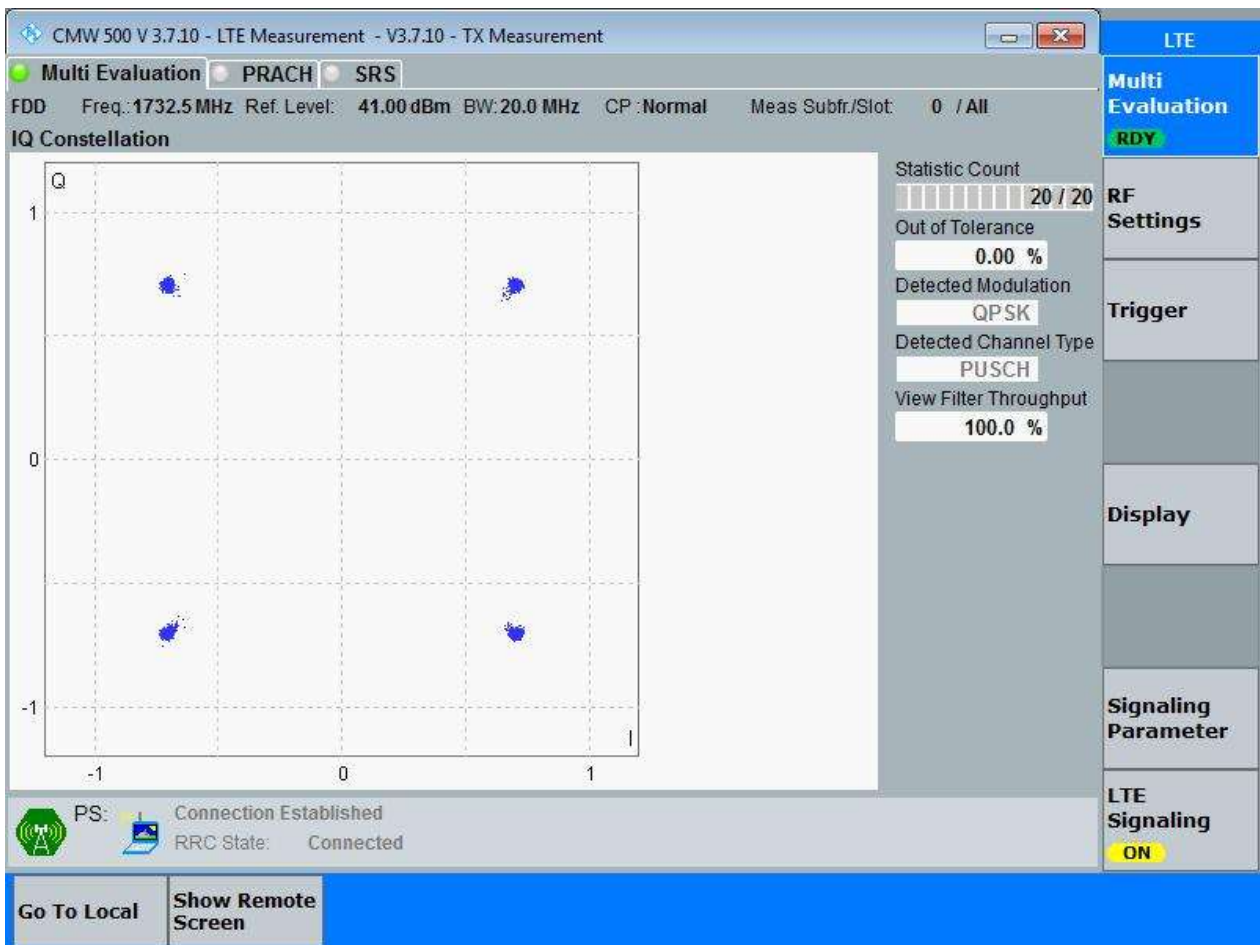 CMW 500 V 3.7.10 - LTE Measurement - V3.7.10 - TX Measurement
LTE
Multi Evaluation PRACH SRS
Multi
Evaluation
RDY
FDD Freq.:1732.5 MHz Ref. Level: 41.00 dBm BW:20.0 MHz CP :Normal Meas Subfr./Slot: 0 / All
IQ Constellation
Q
1
0
-1
I
-1 0 1
Statistic Count
20 / 20
Out of Tolerance
0.00 %
Detected Modulation
QPSK
Detected Channel Type
PUSCH
View Filter Throughput
100.0 %
RF
Settings
Trigger
Display
Signaling
Parameter
LTE
Signaling
ON
PS: Connection Established
RRC State: Connected
Go To Local
Show Remote
Screen